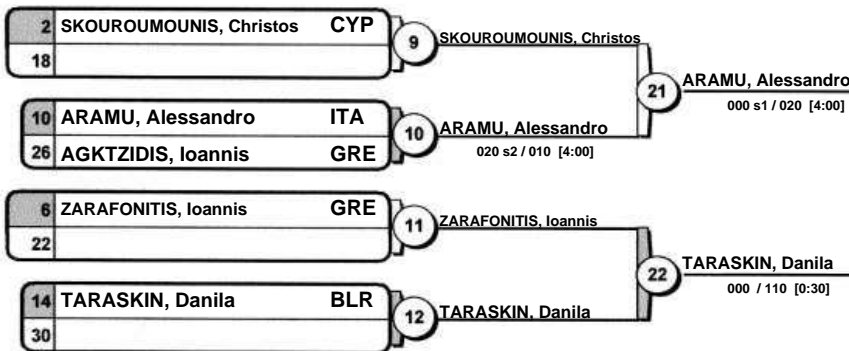 2 SKOUROUMOUNIS, Christos CYP
18
9
SKOUROUMOUNIS, Christos
10 ARAMU, Alessandro ITA
26 AGKTZIDIS, Ioannis GRE
10
ARAMU, Alessandro
020 s2 / 010 [4:00]
21
ARAMU, Alessandro
000 s1 / 020 [4:00]
6 ZARAFONITIS, Ioannis GRE
22
11
ZARAFONITIS, Ioannis
14 TARASKIN, Danila BLR
30
12
TARASKIN, Danila
22
TARASKIN, Danila
000 / 110 [0:30]